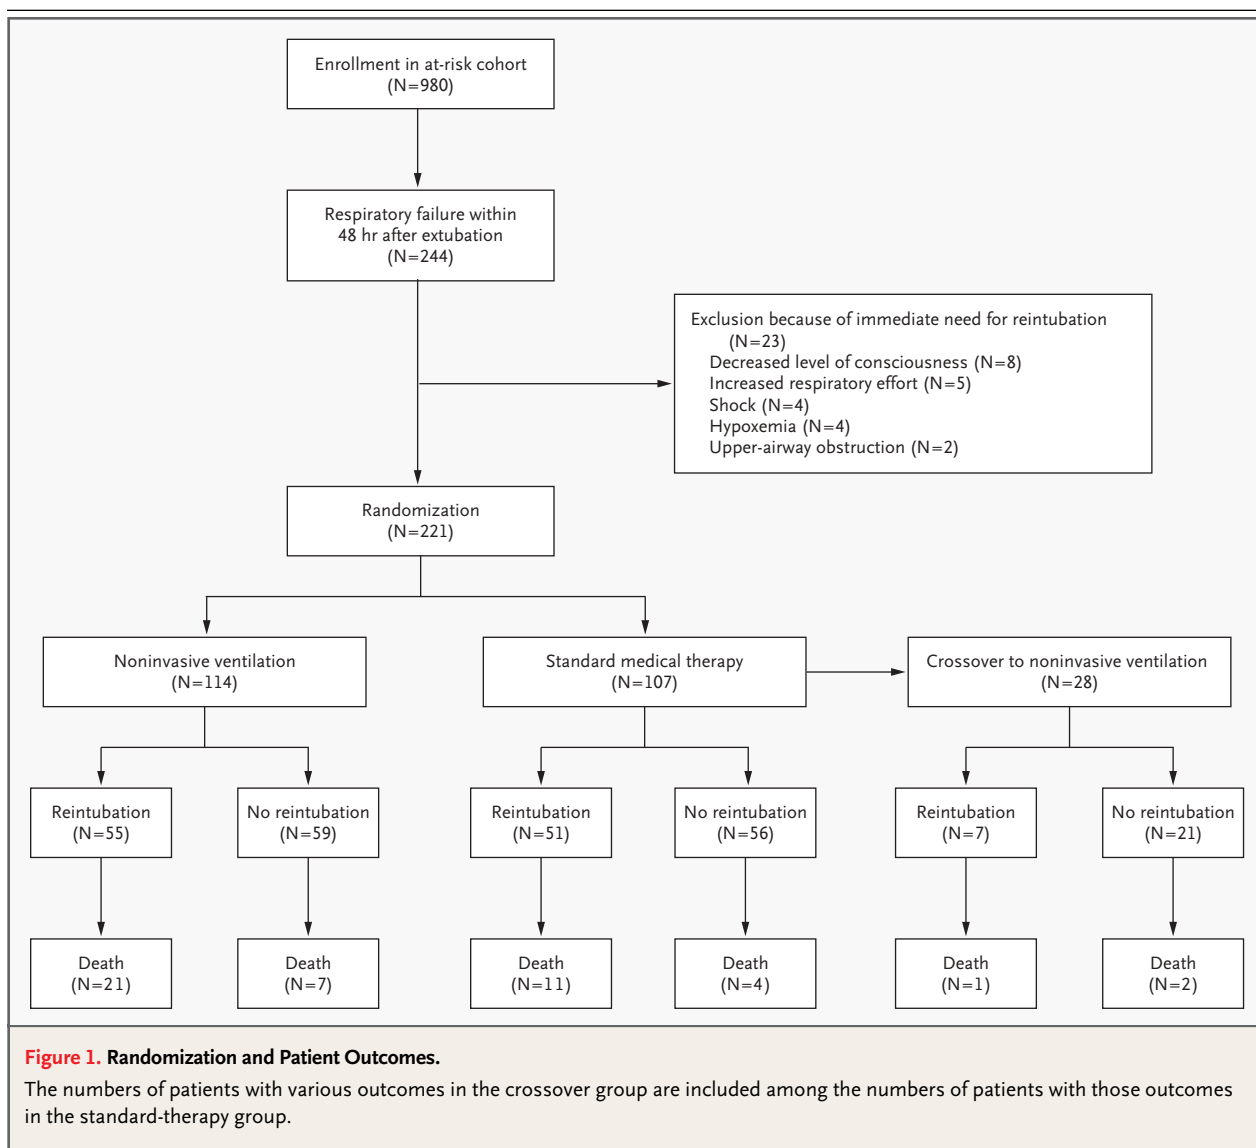 Enrollment in at-risk cohort
(N=980)
Respiratory failure within
48 hr after extubation
(N=244)
Exclusion because of immediate need for reintubation
(N=23)
Decreased level of consciousness (N=8)
Increased respiratory effort (N=5)
Shock (N=4)
Hypoxemia (N=4)
Upper-airway obstruction (N=2)
Randomization
(N=221)
Noninvasive ventilation
(N=114)
Standard medical therapy
(N=107)
Crossover to noninvasive ventilation
(N=28)
Reintubation
(N=55)
No reintubation
(N=59)
Reintubation
(N=51)
No reintubation
(N=56)
Reintubation
(N=7)
No reintubation
(N=21)
Death
(N=21)
Death
(N=7)
Death
(N=11)
Death
(N=4)
Death
(N=1)
Death
(N=2)
Figure 1. Randomization and Patient Outcomes.
The numbers of patients with various outcomes in the crossover group are included among the numbers of patients with those outcomes
in the standard-therapy group.